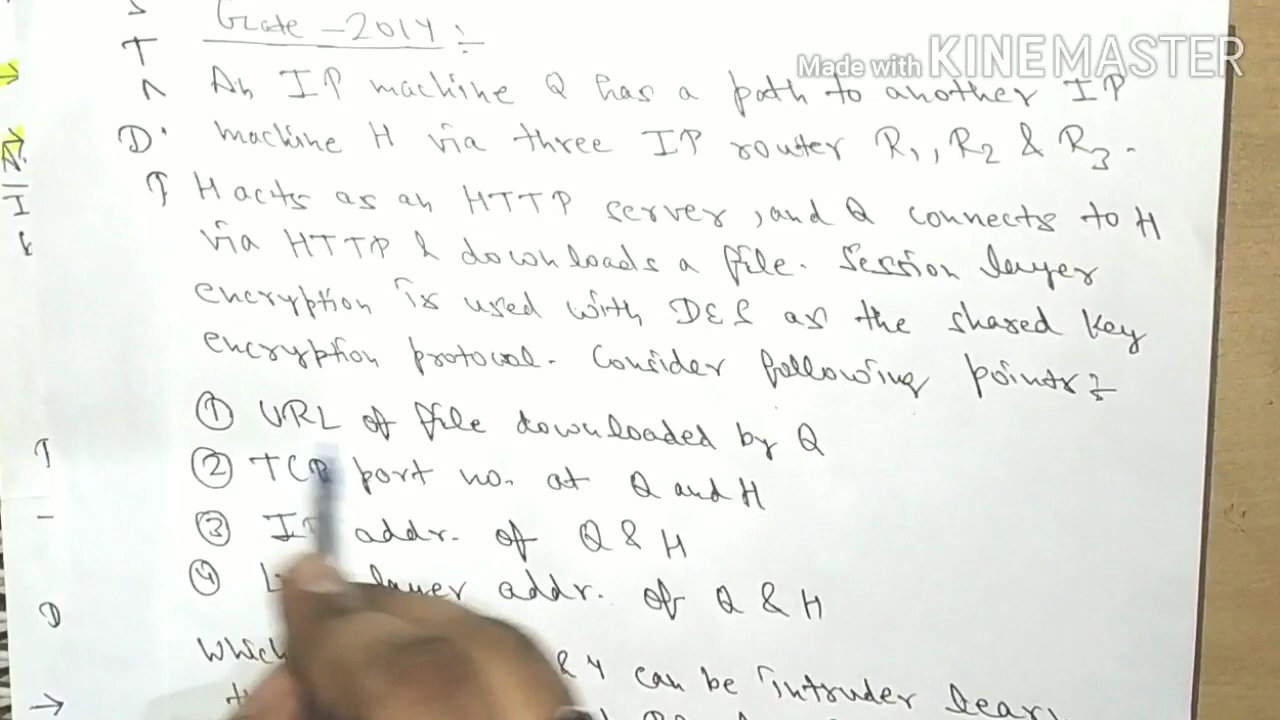 Gate - 2014 :-
Made with KINEMASTER
An IP machine Q has a path to another IP
machine H via three IP router R1, R2 & R3.
H acts as an HTTP server, and Q connects to H
via HTTP & downloads a file. Session layer
encryption is used with DES as the shared key
encryption protocol. Consider following points:
① URL of file downloaded by Q
② TCP port no. at Q and H
③ IP addr. of Q & H
④ layer addr. of Q & H
& 4 can be intruder